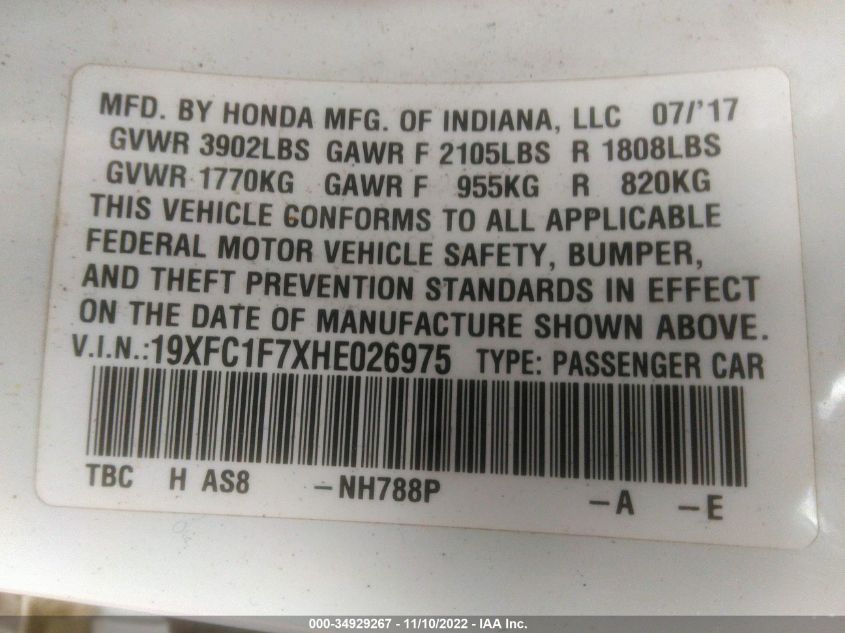 MFD. BY HONDA MFG. OF INDIANA, LLC 07/'17
GVWR 3902LBS GAWR F 2105LBS R 1808LBS
GVWR 1770KG GAWR F 955KG R 820KG
THIS VEHICLE CONFORMS TO ALL APPLICABLE
FEDERAL MOTOR VEHICLE SAFETY, BUMPER,
AND THEFT PREVENTION STANDARDS IN EFFECT
ON THE DATE OF MANUFACTURE SHOWN ABOVE.
V.I.N.:19XFC1F7XHE026975 TYPE: PASSENGER CAR
TBC H AS8 –NH788P –A –E
000-34929267 - 11/10/2022 - IAA Inc.